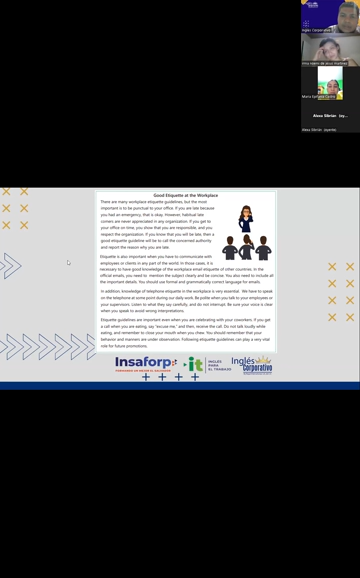 Inglés Corporativo
Maria Epifania Castro
Alexa Sibrián (oy...
Alexa Sibrián (oyente)
Good Etiquette at the Workplace
There are many workplace etiquette guidelines, but the most
important is to be punctual to your office. If you are late because
you had an emergency, that is okay. However, habitual late
comers are never appreciated in any organization. If you get to
your office on time, you show that you are responsible, and you
respect the organization. If you know that you will be late, then a
good etiquette guideline will be to call the concerned authority
and report the reason why you are late.
Etiquette is also important when you have to communicate with
employees or clients in any part of the world. In those cases, it is
necessary to have good knowledge of the workplace email etiquette of other countries. In the
official emails, you need to mention the subject clearly and be concise. You also need to include all
the important details. You should use formal and grammatically correct language for emails.
In addition, knowledge of telephone etiquette in the workplace is very essential. We have to speak
on the telephone at some point during our daily work. Be polite when you talk to your employees or
your supervisors. Listen to what they say carefully, and do not interrupt. Be sure your voice is clear
when you speak to avoid wrong interpretations.
Etiquette guidelines are important even when you are celebrating with your coworkers. If you get
a call when you are eating, say "excuse me," and then, receive the call. Do not talk loudly while
eating, and remember to close your mouth when you chew. You should remember that your
behavior and manners are under observation. Following etiquette guidelines can play a very vital
role for future promotions.
Insaforp
it
INGLÉS
PARA
EL TRABAJO
Inglés
Corporativo